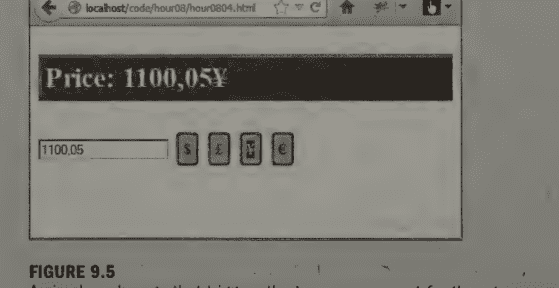 localhost/code/hour08/hour0804.html
Price: 1100,05¥
1100,05 $ £ ¥ €
FIGURE 9.5